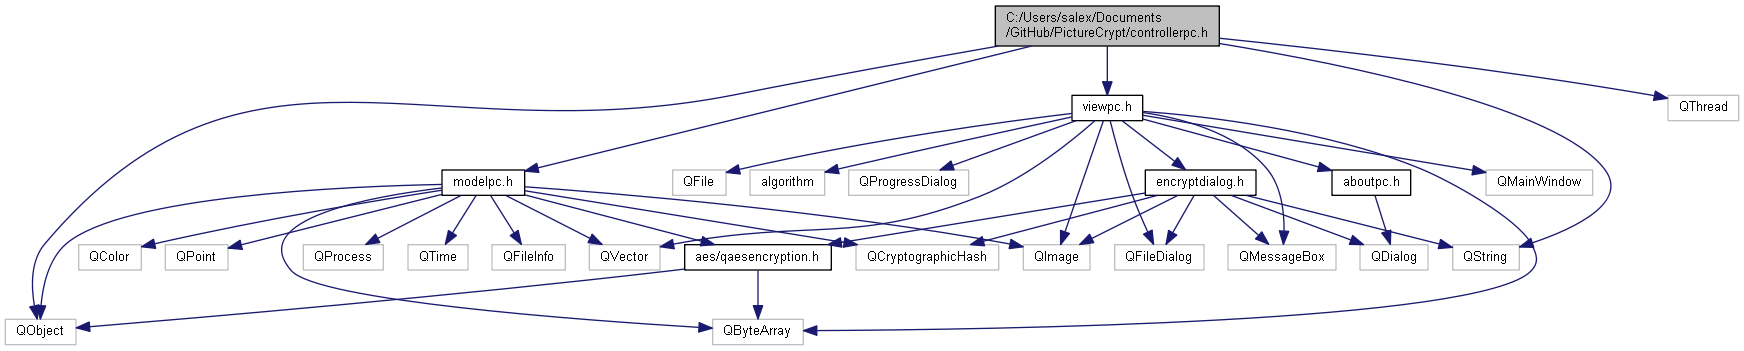 C:/Users/salex/Documents
/GitHub/PictureCrypt/controllerpc.h
viewpc.h
QThread
modelpc.h
QFile
algorithm
QProgressDialog
encryptdialog.h
aboutpc.h
QMainWindow
QColor
QPoint
QProcess
QTime
QFileInfo
QVector
aes/qaesencryption.h
QCryptographicHash
QImage
QFileDialog
QMessageBox
QDialog
QString
QObject
QByteArray